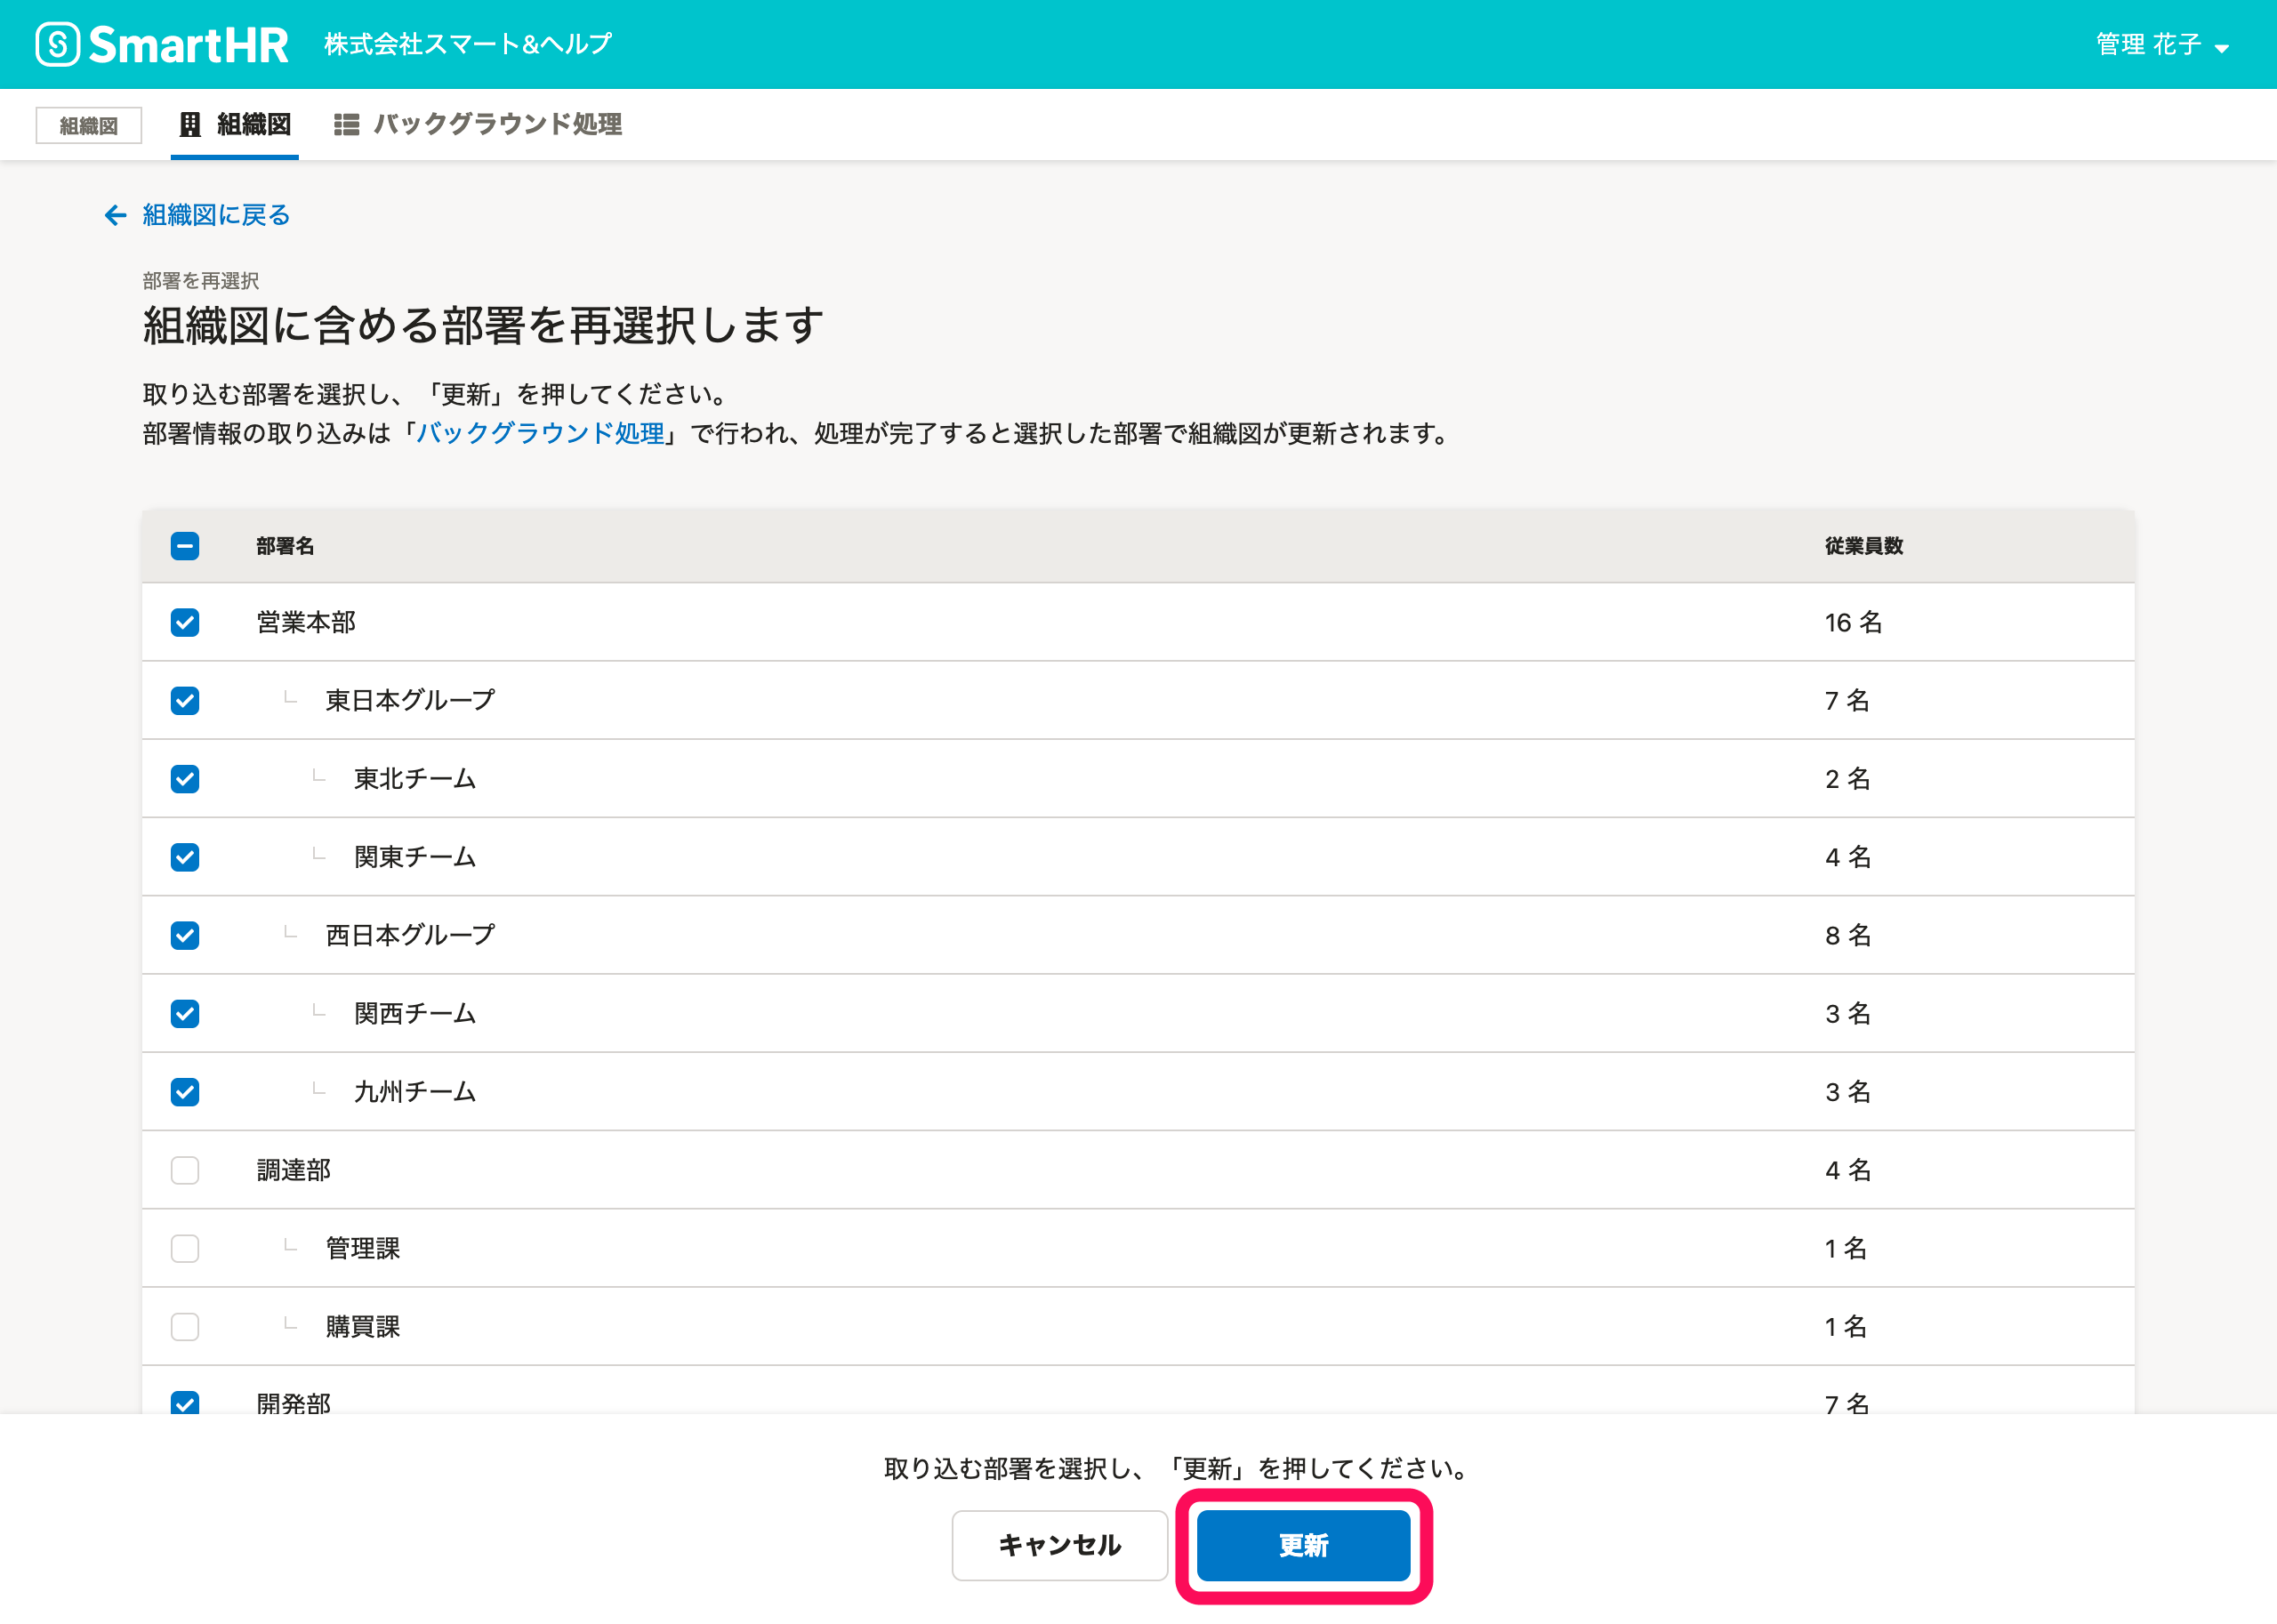 SmartHR 株式会社スマート&ヘルプ 管理 花子
組織図 組織図 バックグラウンド処理
組織図に戻る
部署を再選択
組織図に含める部署を再選択します
取り込む部署を選択し、「更新」を押してください。
部署情報の取り込みは「バックグラウンド処理」で行われ、処理が完了すると選択した部署で組織図が更新されます。
部署名 従業員数
営業本部 16 名
東日本グループ 7 名
東北チーム 2 名
関東チーム 4 名
西日本グループ 8 名
関西チーム 3 名
九州チーム 3 名
調達部 4 名
管理課 1 名
購買課 1 名
開発部 7 名
取り込む部署を選択し、「更新」を押してください。
キャンセル 更新